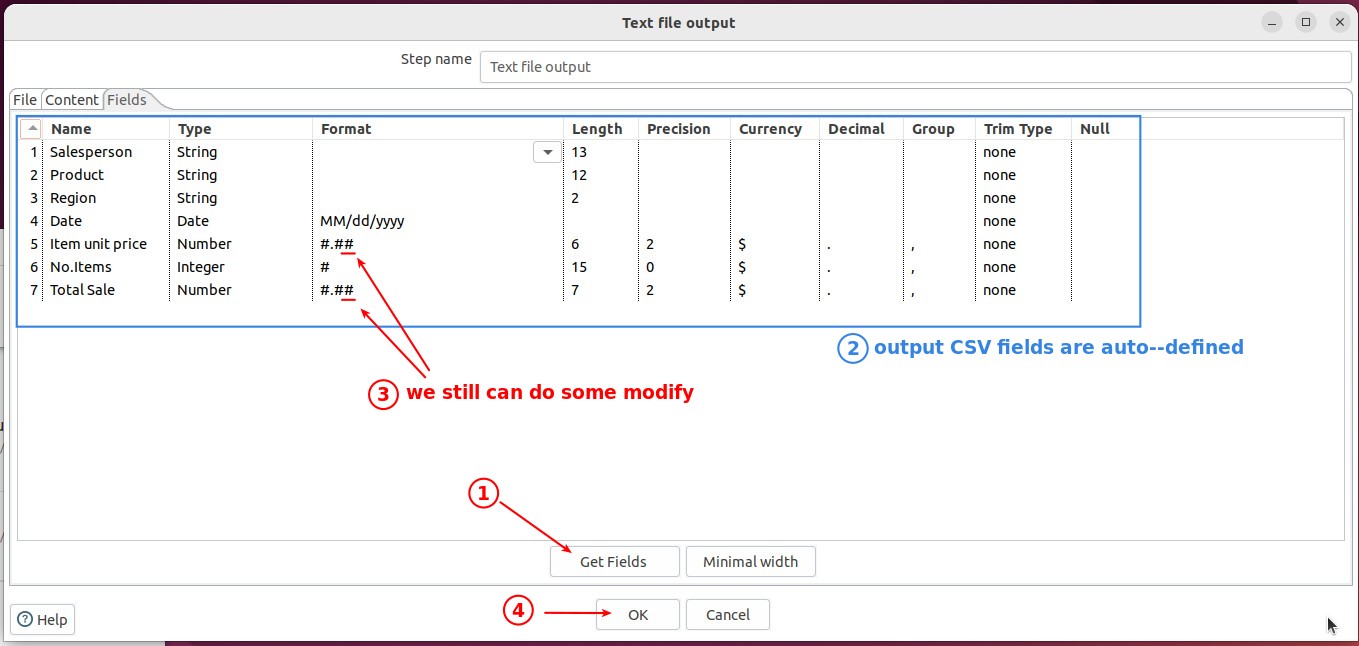 Text file output
Step name Text file output
File Content Fields
Name Type Format Length Precision Currency Decimal Group Trim Type Null
1 Salesperson String 13 none
2 Product String 12 none
3 Region String 2 none
4 Date Date MM/dd/yyyy none
5 Item unit price Number #.## 6 2 $ . , none
6 No.Items Integer # 15 0 $ . , none
7 Total Sale Number #.## 7 2 $ . , none
2 output CSV fields are auto--defined
3 we still can do some modify
1
Get Fields Minimal width
4 OK Cancel
? Help